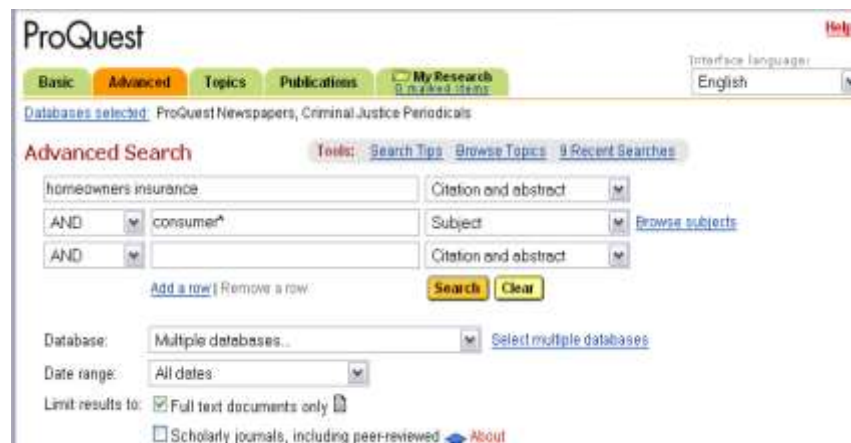 ProQuest
Help
Interface language:
Basic Advanced Topics Publications My Research
0 marked items
English
Databases selected: ProQuest Newspapers, Criminal Justice Periodicals
Advanced Search Tools: Search Tips Browse Topics 9 Recent Searches
homeowners insurance Citation and abstract
AND consumer* Subject Browse subjects
AND Citation and abstract
Add a row | Remove a row Search Clear
Database: Multiple databases... Select multiple databases
Date range: All dates
Limit results to: Full text documents only
Scholarly journals, including peer-reviewed About